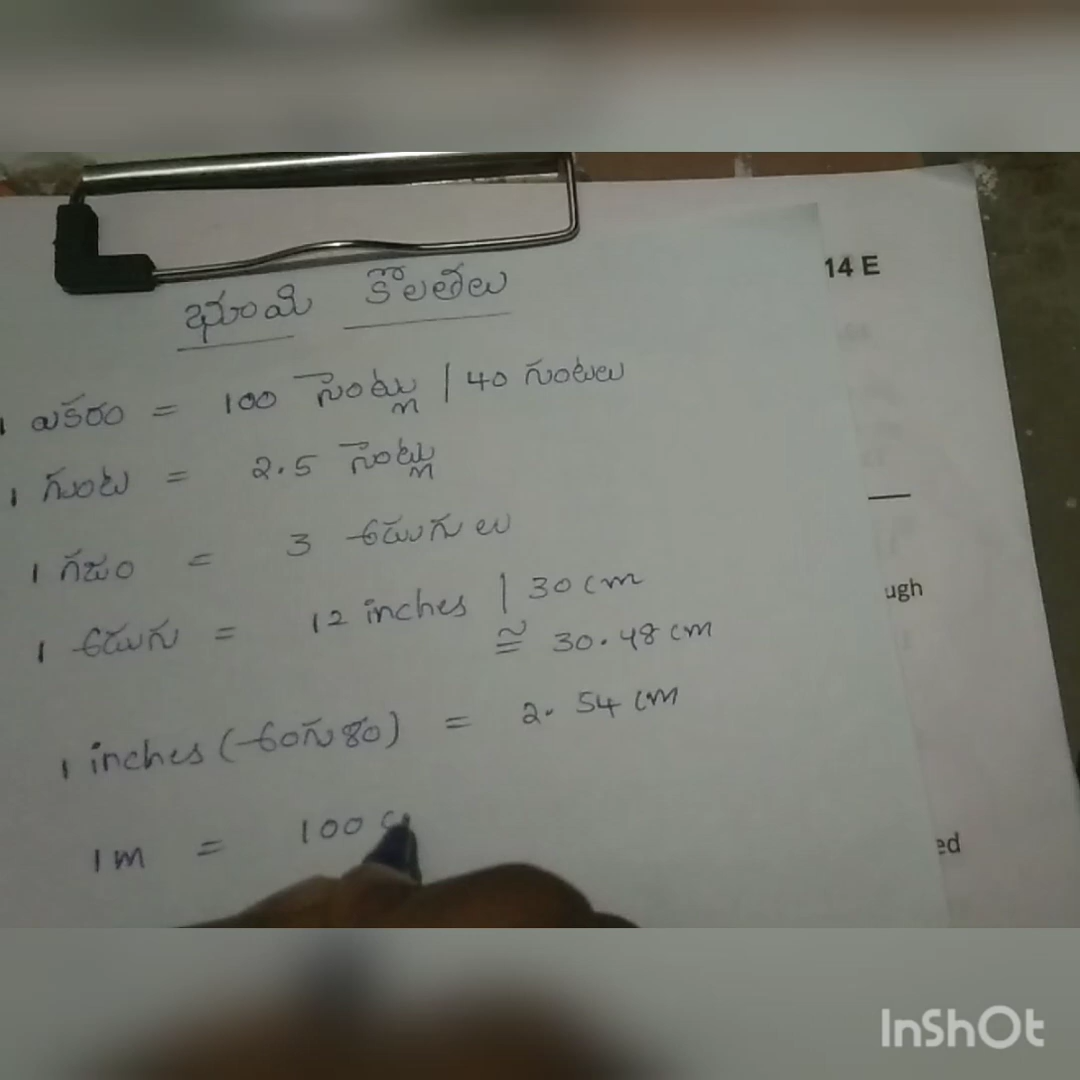 భూమి కొలతలు
1 ఎకరం = 100 సెంట్లు | 40 గుంటలు
1 గుంట = 2.5 సెంట్లు
1 గజం = 3 అడుగులు
1 అడుగు = 12 inches | 30 cm
≅ 30.48 cm
1 inches (అంగుళం) = 2.54 cm
1 m = 100 c
14 E
ugh
ed
InShOt